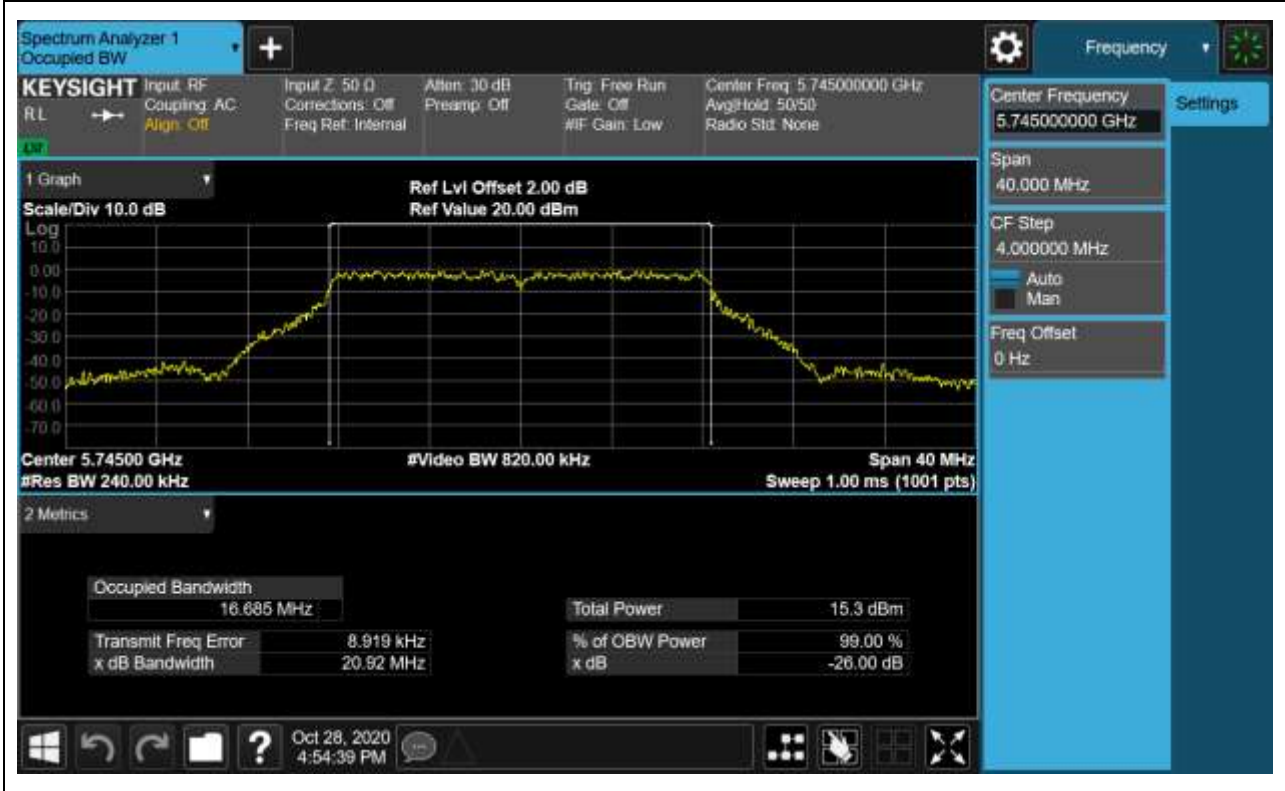 Spectrum Analyzer 1
Occupied BW
+
Frequency
KEYSIGHT
RL
Input: RF
Coupling: AC
Align: Off
Input Z: 50 Ω
Corrections: Off
Freq Ref: Internal
Atten: 30 dB
Preamp: Off
Trig: Free Run
Gate: Off
#IF Gain: Low
Center Freq: 5.745000000 GHz
Avg|Hold: 50/50
Radio Std: None
Center Frequency
5.745000000 GHz
Settings
Span
40.000 MHz
CF Step
4.000000 MHz
Auto
Man
Freq Offset
0 Hz
1 Graph
Scale/Div 10.0 dB
Ref Lvl Offset 2.00 dB
Ref Value 20.00 dBm
Log
10.0
0.00
-10.0
-20.0
-30.0
-40.0
-50.0
-60.0
-70.0
Center 5.74500 GHz
#Video BW 820.00 kHz
Span 40 MHz
#Res BW 240.00 kHz
Sweep 1.00 ms (1001 pts)
2 Metrics
Occupied Bandwidth
16.685 MHz
Total Power 15.3 dBm
Transmit Freq Error 8.919 kHz
% of OBW Power 99.00 %
x dB Bandwidth 20.92 MHz
x dB -26.00 dB
?
Oct 28, 2020
4:54:39 PM